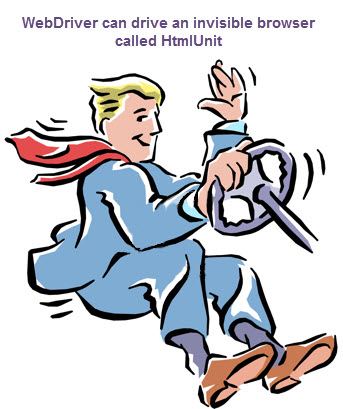 WebDriver can drive an invisible browser
called HtmlUnit